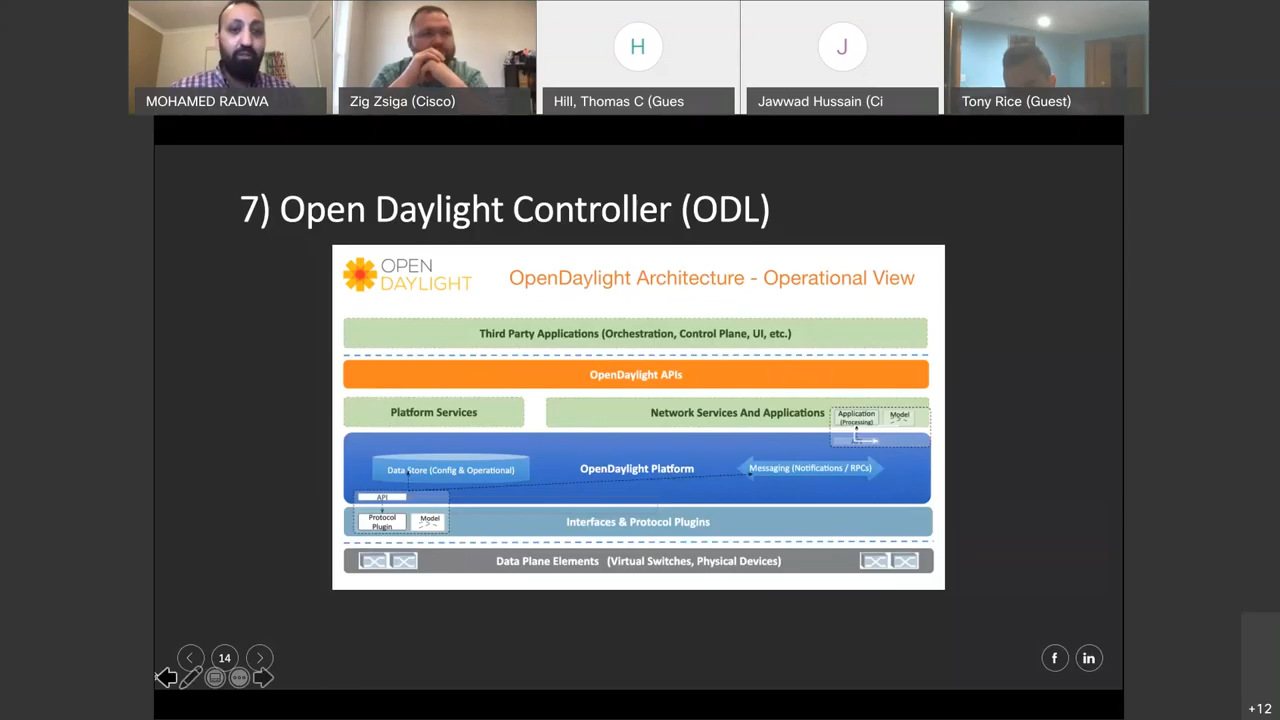 H
J
MOHAMED RADWA
Zig Zsiga (Cisco)
Hill, Thomas C (Gues
Jawwad Hussain (Ci
Tony Rice (Guest)
7) Open Daylight Controller (ODL)
OPEN
DAYLIGHT
OpenDaylight Architecture - Operational View
Third Party Applications (Orchestration, Control Plane, UI, etc.)
OpenDaylight APIs
Platform Services
Network Services And Applications
Application
(Processing)
Model
Data Store (Config & Operational)
OpenDaylight Platform
Messaging (Notifications / RPCs)
API
Protocol
Plugin
Model
Interfaces & Protocol Plugins
Data Plane Elements (Virtual Switches, Physical Devices)
14
f
in
+12